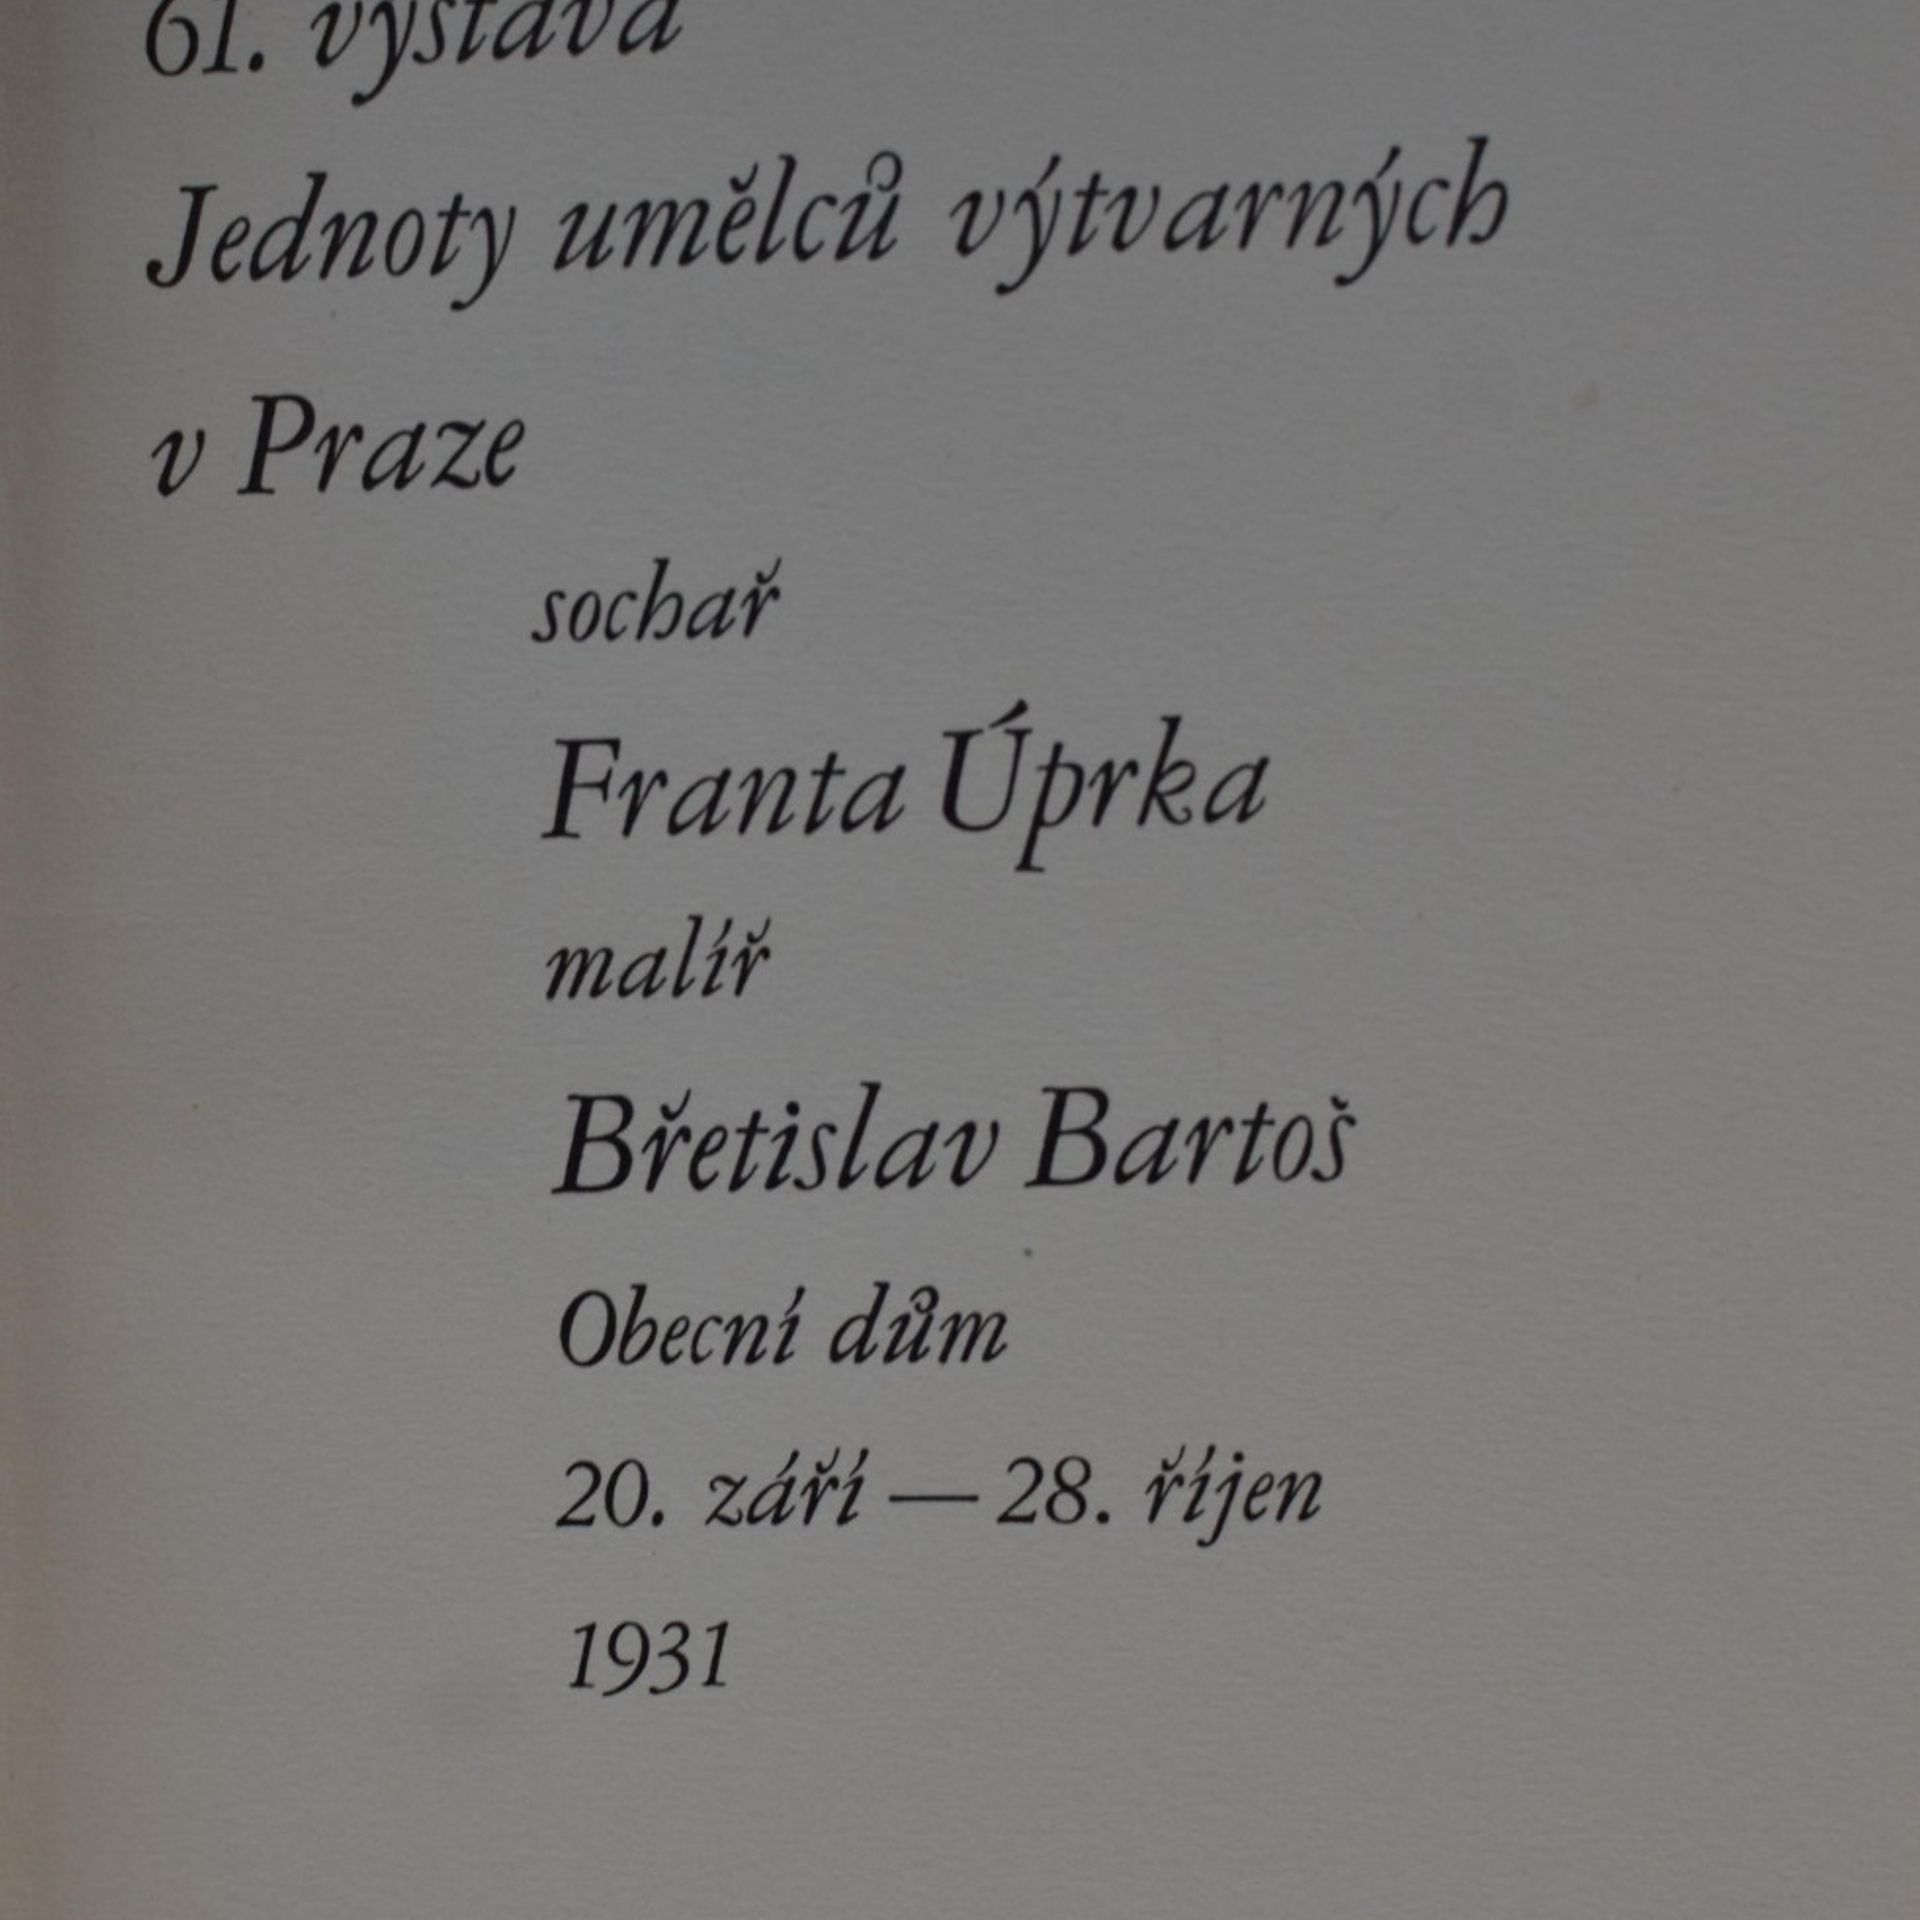 61. výstava
Jednoty umělců výtvarných
v Praze
sochař
Franta Úprka
malíř
Břetislav Bartoš
Obecní dům
20. září — 28. říjen
1931